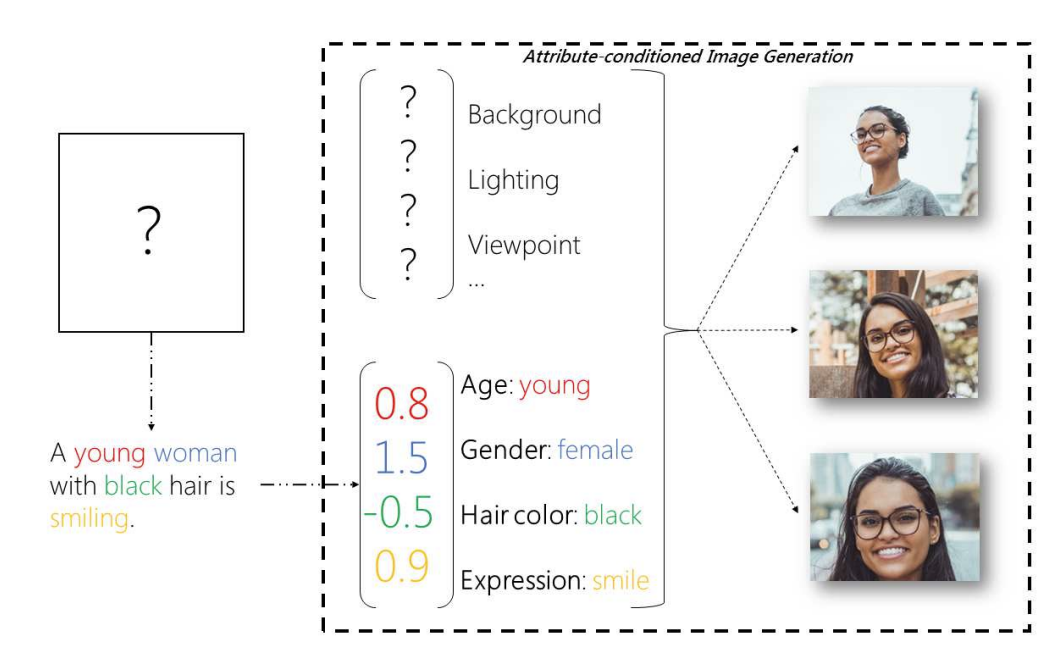 Attribute-conditioned Image Generation
?
?
?
?
Background
Lighting
Viewpoint
...
?
A young woman
with black hair is
smiling.
0.8
1.5
-0.5
0.9
Age: young
Gender: female
Hair color: black
Expression: smile